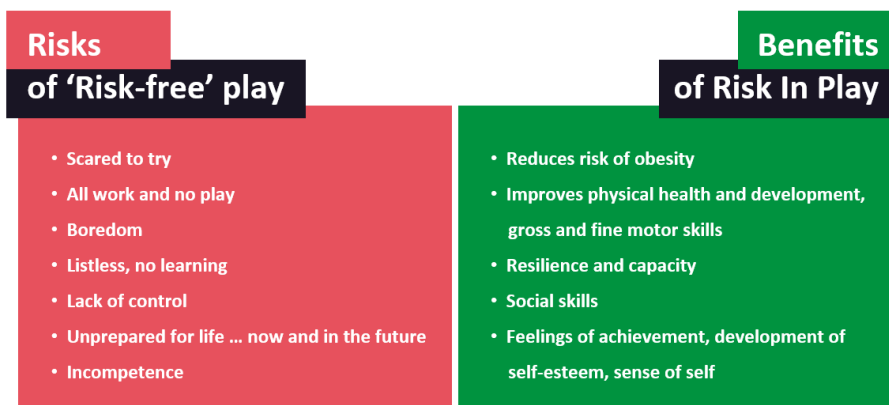 Risks
of ‘Risk-free’ play
• Scared to try
• All work and no play
• Boredom
• Listless, no learning
• Lack of control
• Unprepared for life … now and in the future
• Incompetence
Benefits
of Risk In Play
• Reduces risk of obesity
• Improves physical health and development,
gross and fine motor skills
• Resilience and capacity
• Social skills
• Feelings of achievement, development of
self-esteem, sense of self